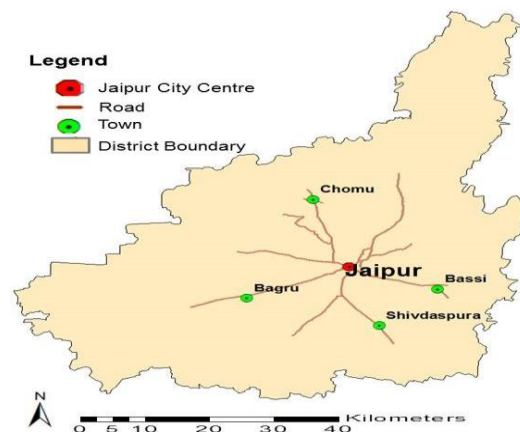 Legend
Jaipur City Centre
Road
Town
District Boundary
Chomu
Jaipur
Bassi
Bagru
Shivdaspura
N
Kilometers
0 5 10 20 30 40